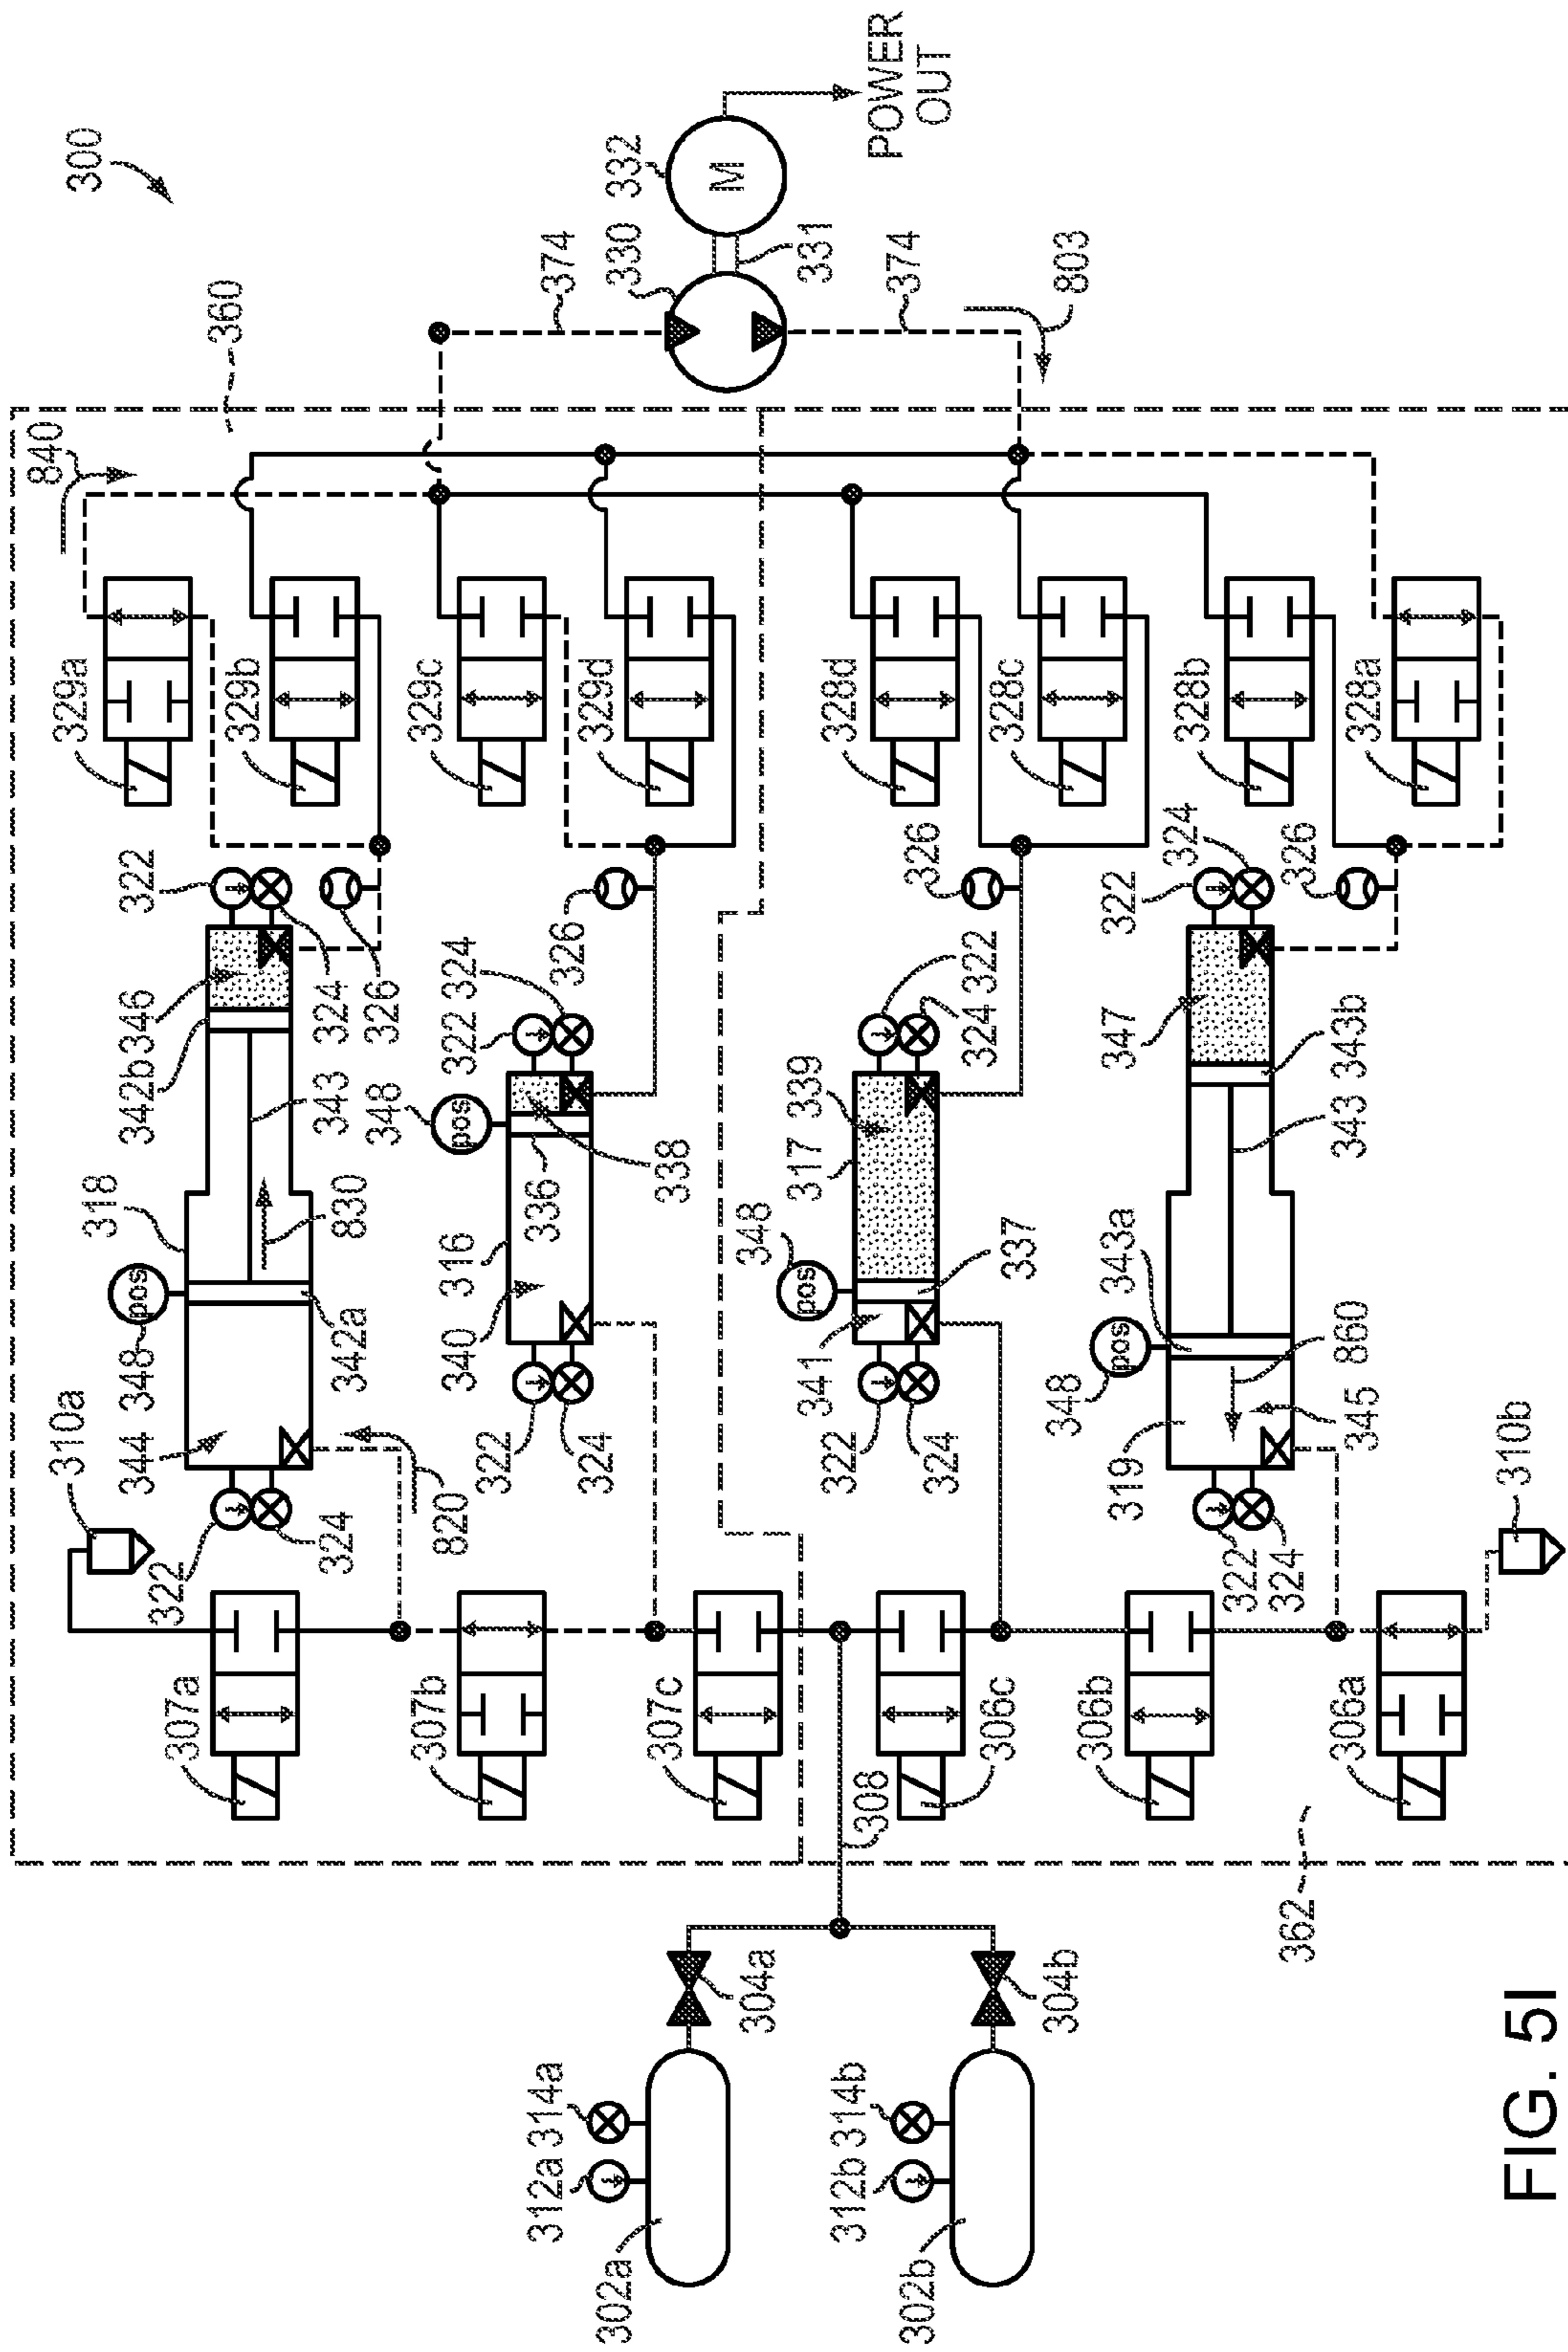 300
360
840
374
330
332
M
331
374
803
POWER
OUT
329a
329b
329c
329d
328d
328c
328b
328a
322
324
326
342b
346
343
318
830
pos
348
342a
344
310a
322
324
820
322
324
326
348
pos
316
336
338
340
322
324
326
322
324
317
339
348
pos
337
341
322
324
322
324
326
347
343b
343
343a
348
pos
860
319
345
322
324
310b
307a
307b
307c
306c
306b
306a
308
362
304a
304b
312a
314a
312b
314b
302a
302b
FIG. 5I